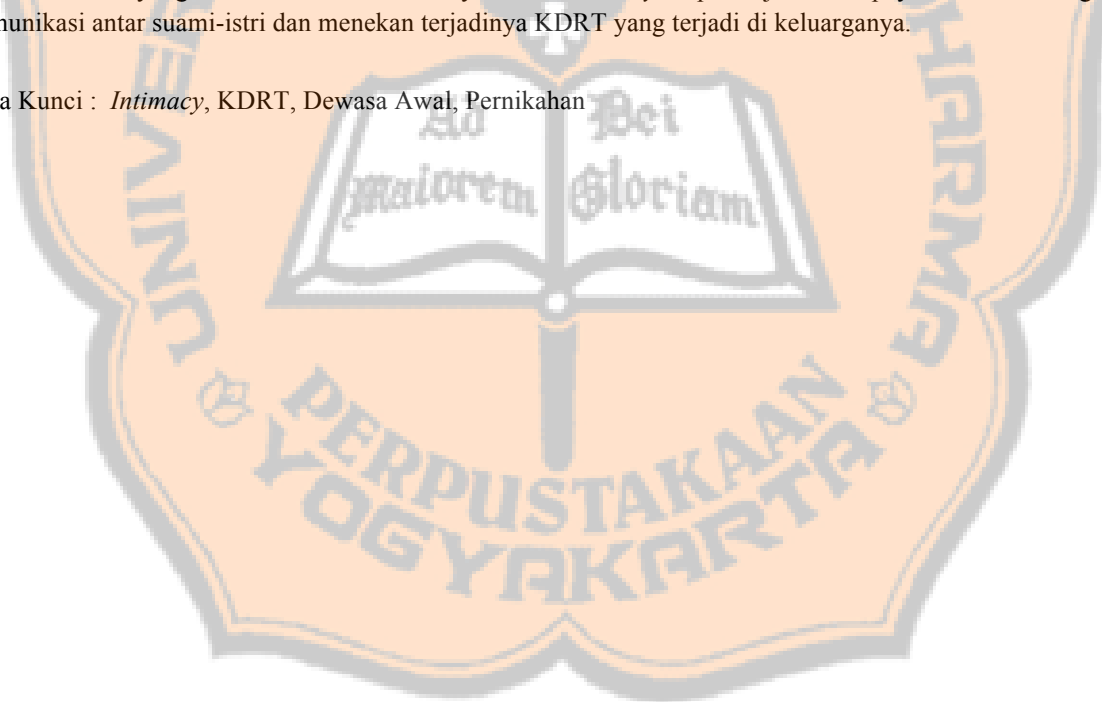 munikasi antar suami-istri dan menekan terjadinya KDRT yang terjadi di keluarganya.
a Kunci : Intimacy, KDRT, Dewasa Awal, Pernikahan
Ad Dei
maiorem Gloriam
PERPUSTAKAAN
YOGYAKARTA